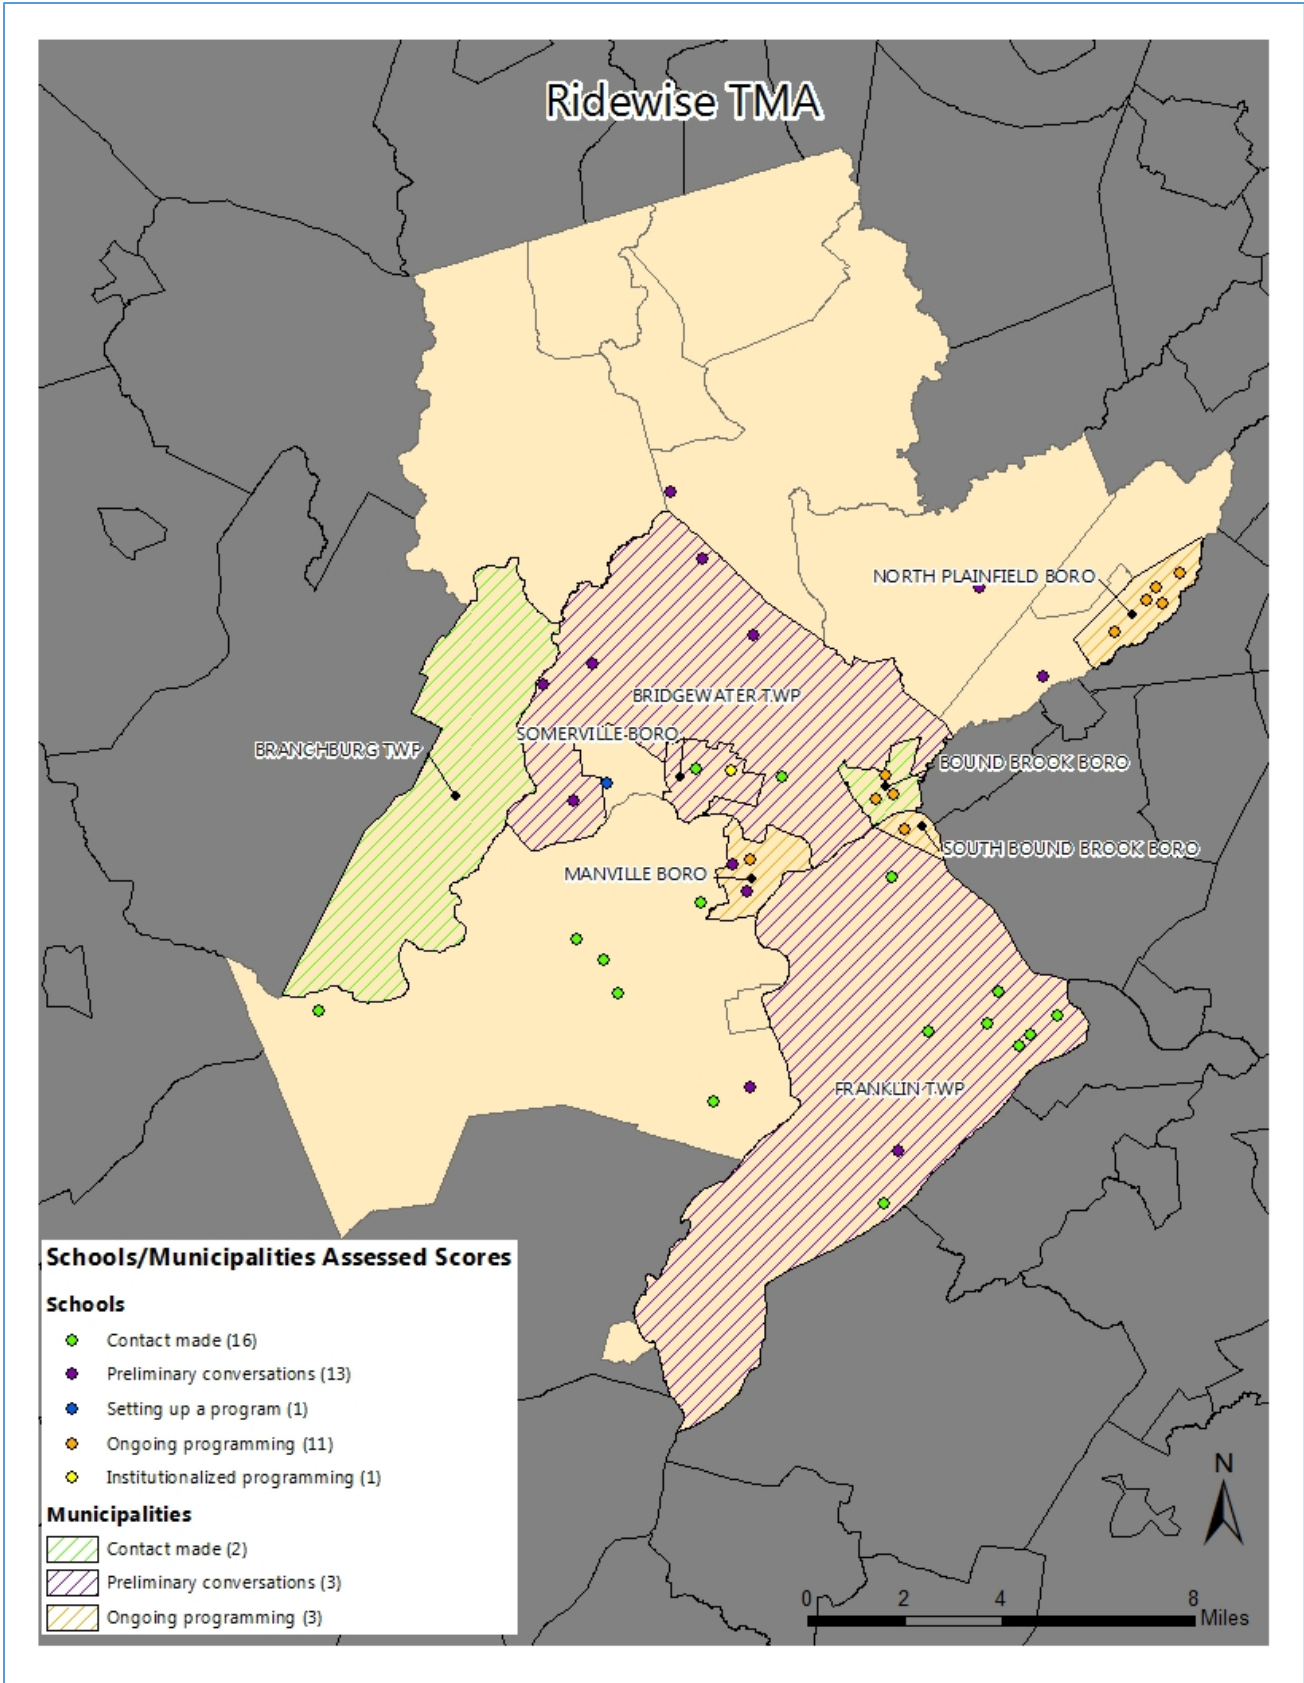 Ridewise TMA
NORTH PLAINFIELD BORO
BRIDGEWATER TWP
SOMERVILLE BORO
BRANCHBURG TWP
BOUND BROOK BORO
SOUTH BOUND BROOK BORO
MANVILLE BORO
FRANKLIN TWP
Schools/Municipalities Assessed Scores
Schools
Contact made (16)
Preliminary conversations (13)
Setting up a program (1)
Ongoing programming (11)
Institutionalized programming (1)
Municipalities
Contact made (2)
Preliminary conversations (3)
Ongoing programming (3)
N
0 2 4 8
Miles